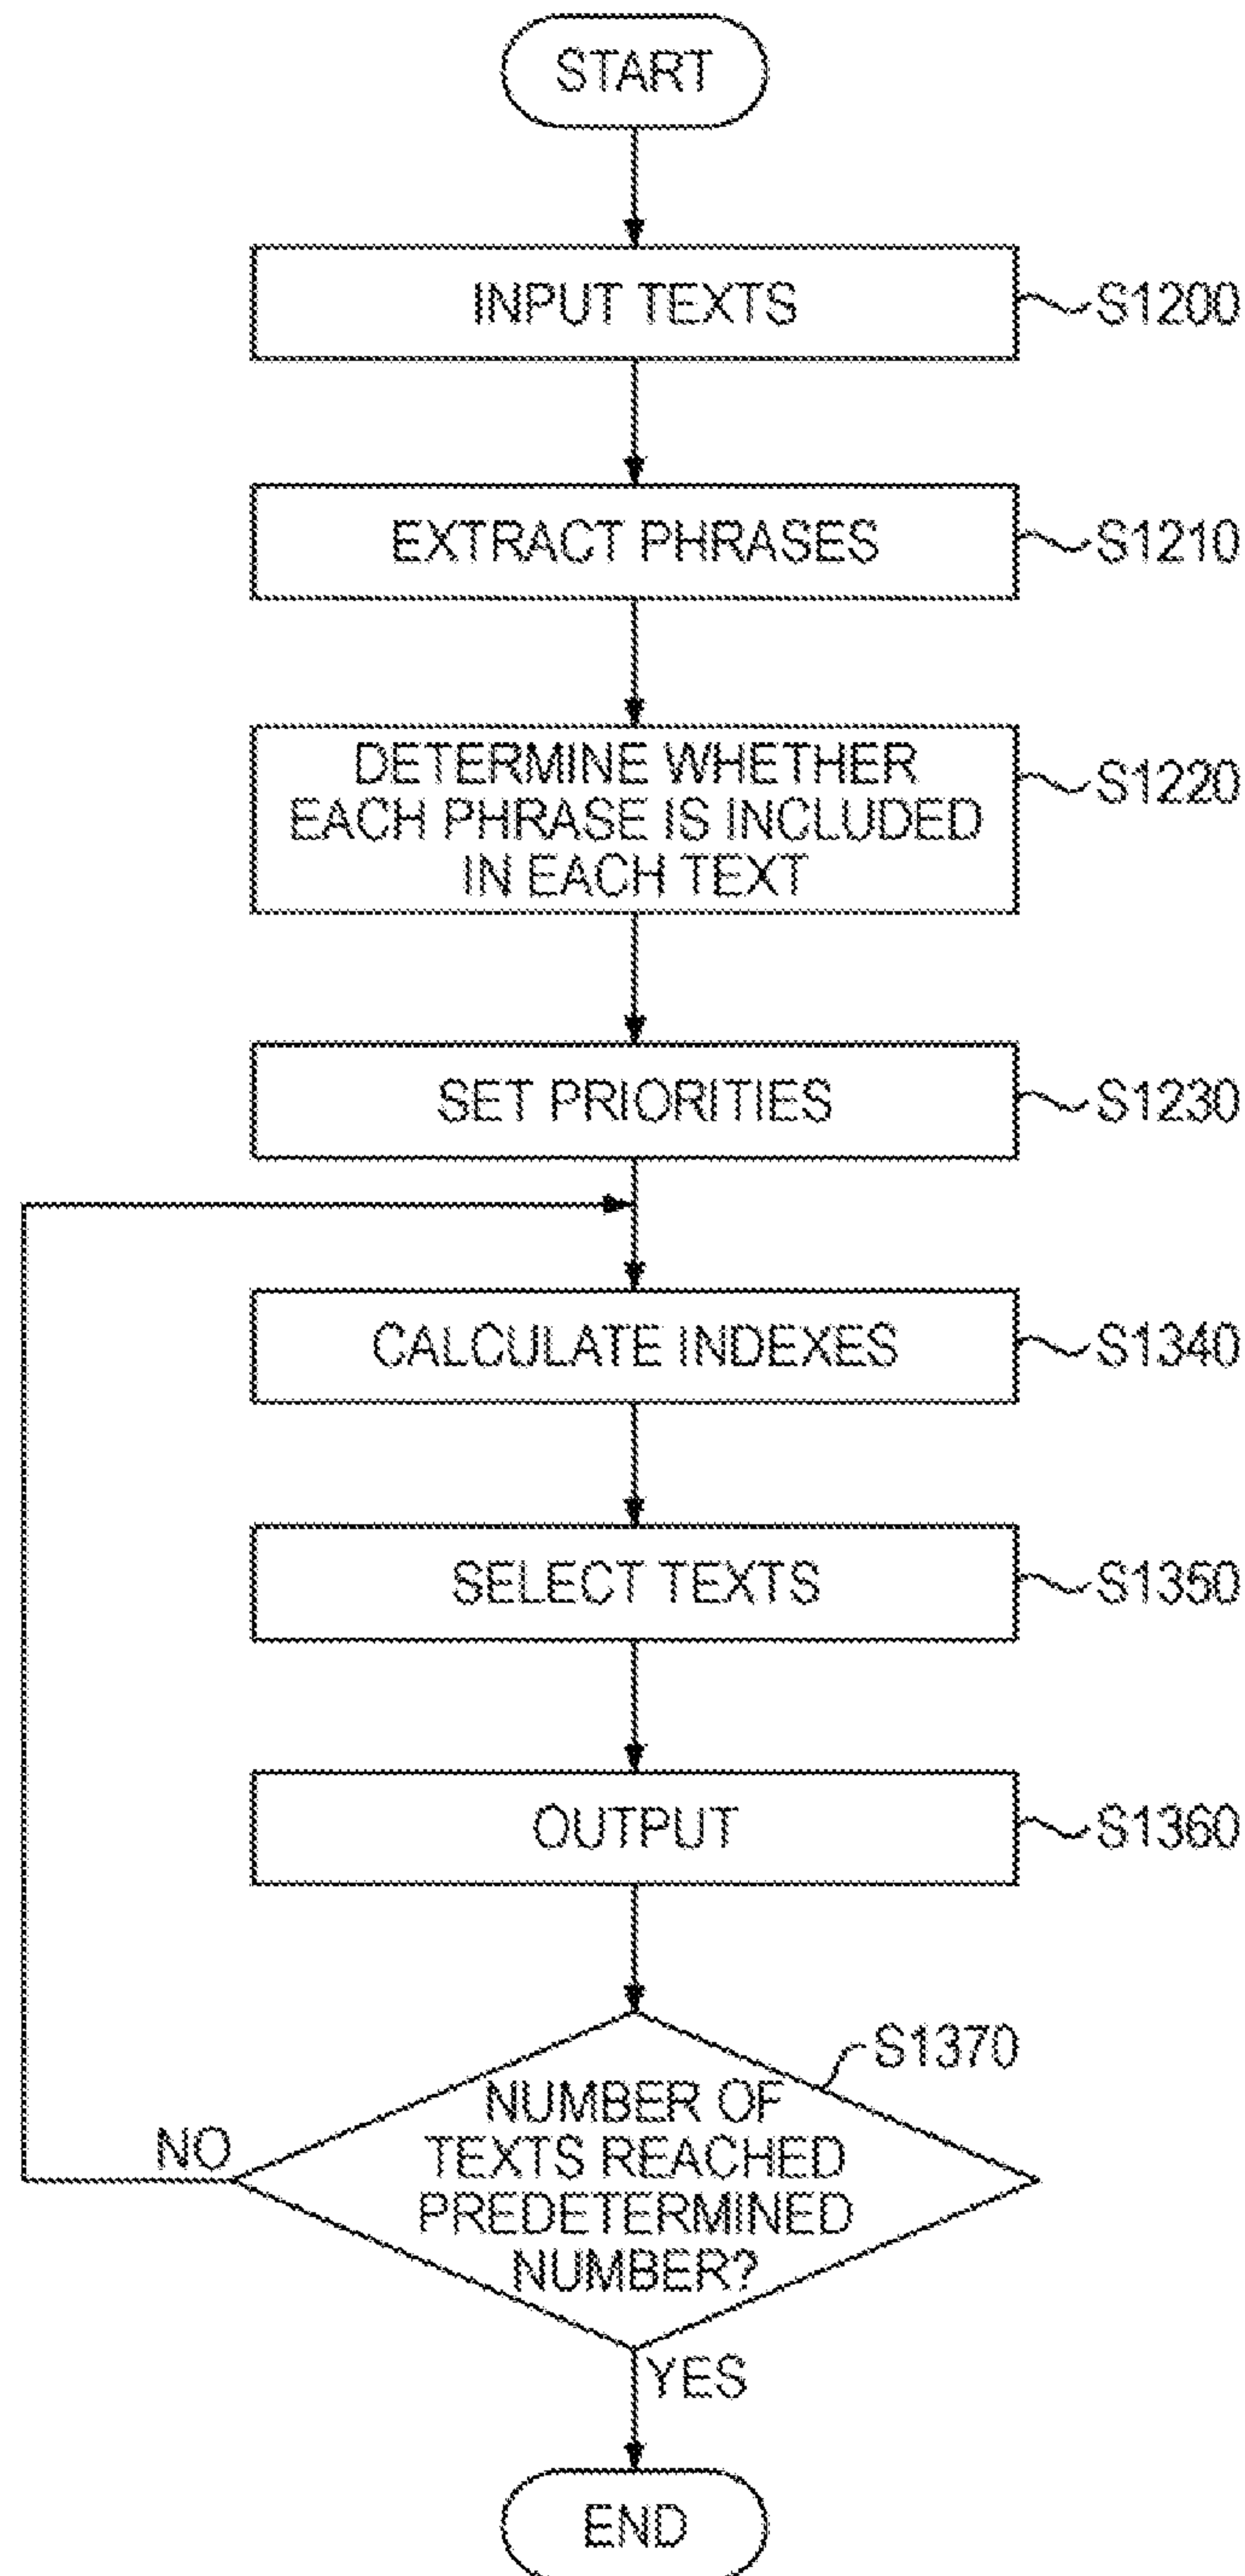 START
INPUT TEXTS
S1200
EXTRACT PHRASES
S1210
DETERMINE WHETHER
EACH PHRASE IS INCLUDED
IN EACH TEXT
S1220
SET PRIORITIES
S1230
CALCULATE INDEXES
S1340
SELECT TEXTS
S1350
OUTPUT
S1360
S1370
NUMBER OF
TEXTS REACHED
PREDETERMINED
NUMBER?
NO
YES
END